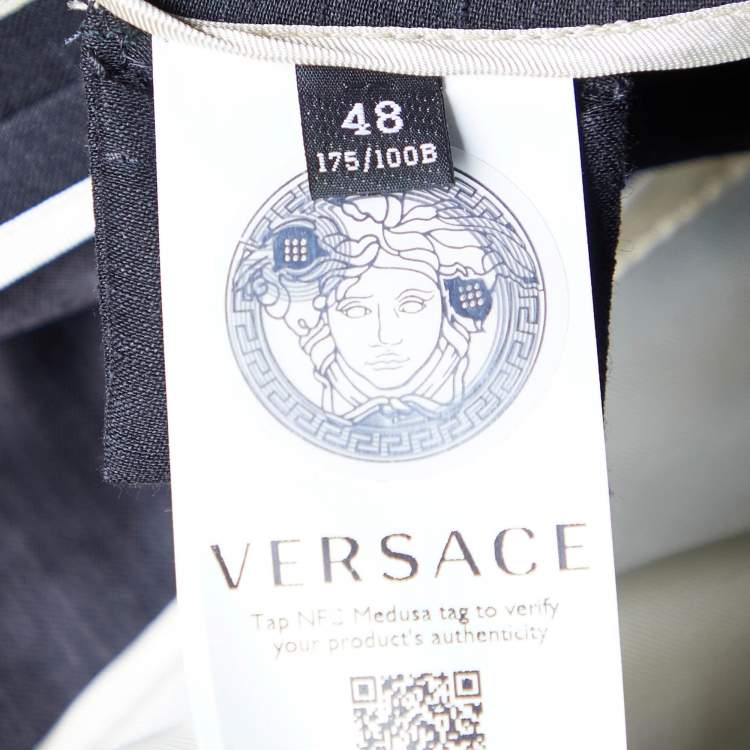 48
175/100B
VERSACE
Tap NFC Medusa tag to verify
your product's authenticity